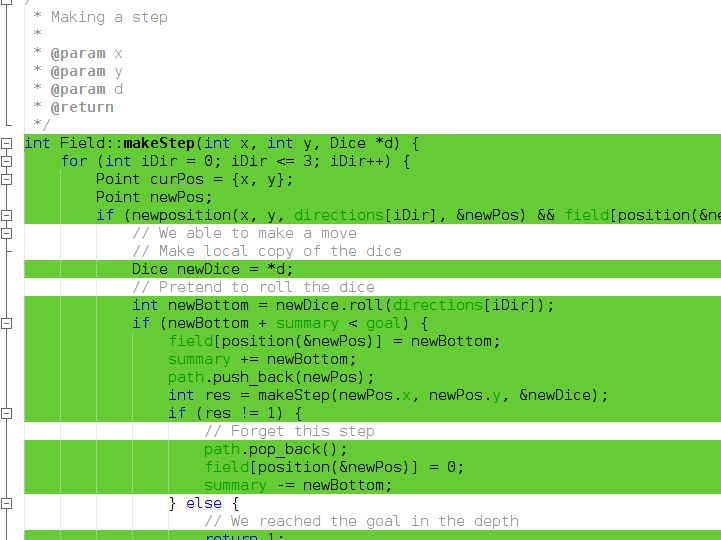 /
* Making a step
*
* @param x
* @param y
* @param d
* @return
*/
int Field::makeStep(int x, int y, Dice *d) {
for (int iDir = 0; iDir <= 3; iDir++) {
Point curPos = {x, y};
Point newPos;
if (newposition(x, y, directions[iDir], &newPos) && field[position(&ne
// We able to make a move
// Make local copy of the dice
Dice newDice = *d;
// Pretend to roll the dice
int newBottom = newDice.roll(directions[iDir]);
if (newBottom + summary < goal) {
field[position(&newPos)] = newBottom;
summary += newBottom;
path.push_back(newPos);
int res = makeStep(newPos.x, newPos.y, &newDice);
if (res != 1) {
// Forget this step
path.pop_back();
field[position(&newPos)] = 0;
summary -= newBottom;
} else {
// We reached the goal in the depth
return 1;